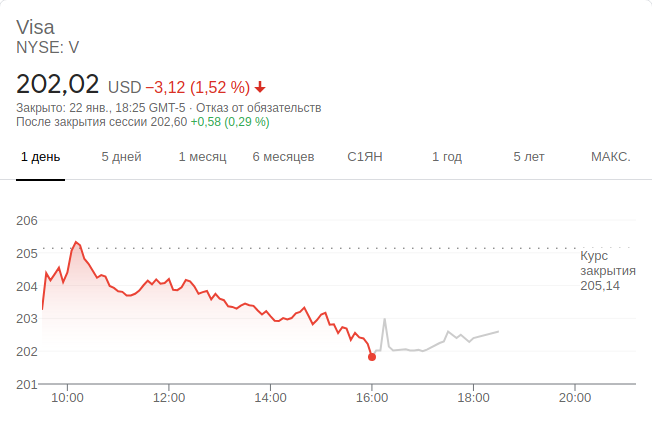 Visa
NYSE: V
202,02 USD −3,12 (1,52 %)
Закрыто: 22 янв., 18:25 GMT-5 · Отказ от обязательств
После закрытия сессии 202,60 +0,58 (0,29 %)
1 день 5 дней 1 месяц 6 месяцев С1ЯН 1 год 5 лет МАКС.
206
205
204
203
202
201
Курс
закрытия
205,14
10:00 12:00 14:00 16:00 18:00 20:00